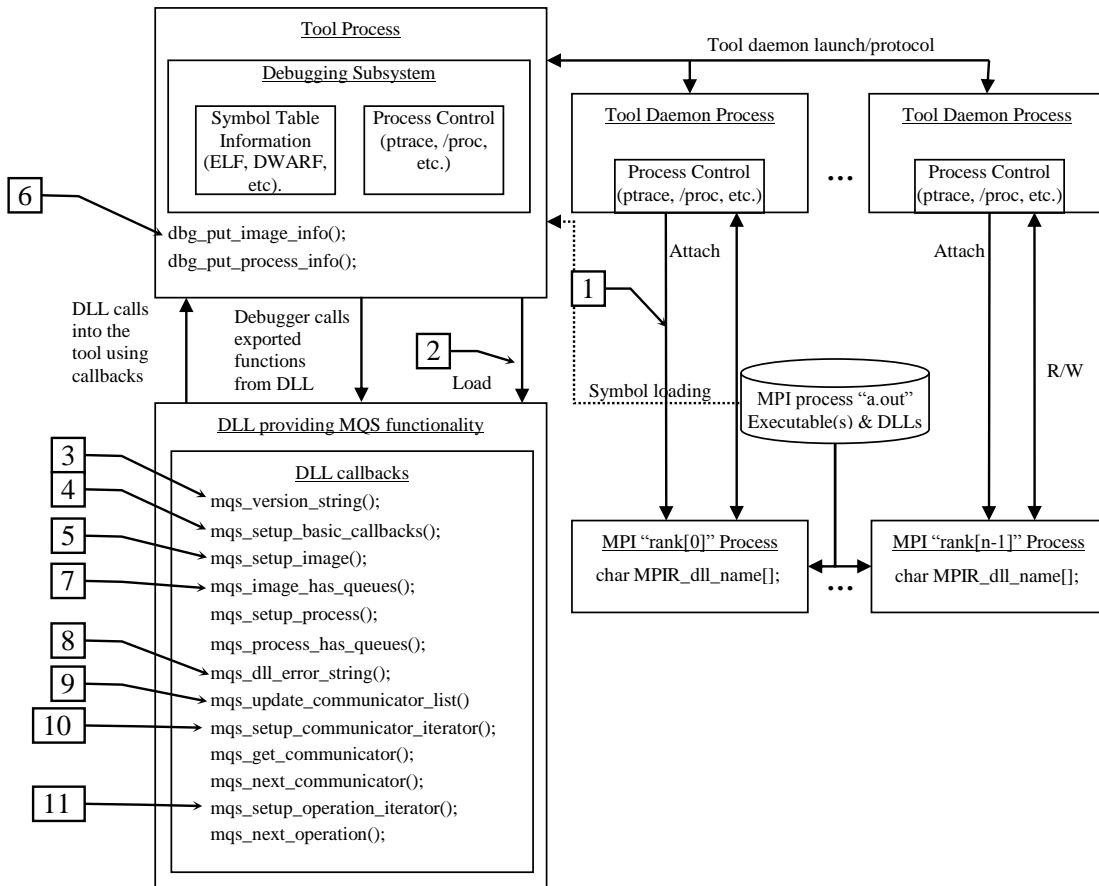 Tool Process
Debugging Subsystem
Symbol Table
Information
(ELF, DWARF,
etc).
Process Control
(ptrace, /proc,
etc.)
dbg_put_image_info();
dbg_put_process_info();
6
Tool daemon launch/protocol
Tool Daemon Process
Process Control
(ptrace, /proc, etc.)
...
Tool Daemon Process
Process Control
(ptrace, /proc, etc.)
Attach
Attach
1
R/W
DLL calls
into the
tool using
callbacks
Debugger calls
exported
functions
from DLL
2
Load
Symbol loading
MPI process “a.out”
Executable(s) & DLLs
DLL providing MQS functionality
DLL callbacks
3
mqs_version_string();
4
mqs_setup_basic_callbacks();
5
mqs_setup_image();
7
mqs_image_has_queues();
mqs_setup_process();
mqs_process_has_queues();
8
mqs_dll_error_string();
9
mqs_update_communicator_list()
10
mqs_setup_communicator_iterator();
mqs_get_communicator();
mqs_next_communicator();
11
mqs_setup_operation_iterator();
mqs_next_operation();
MPI “rank[0]” Process
char MPIR_dll_name[];
...
MPI “rank[n-1]” Process
char MPIR_dll_name[];